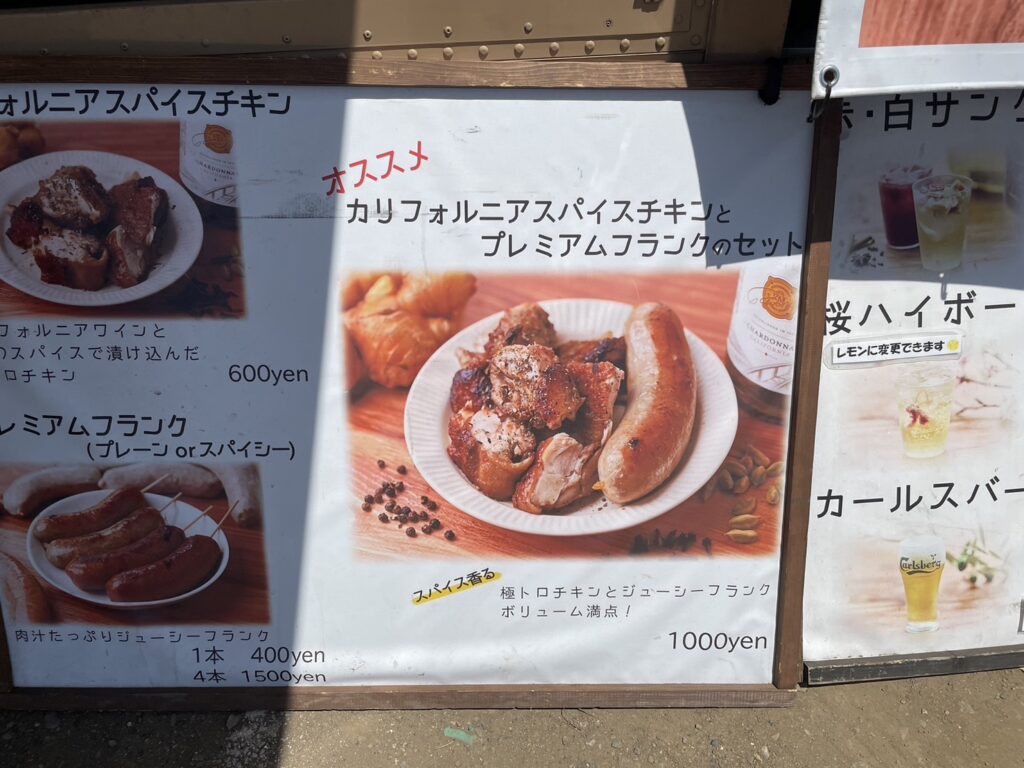 ォルニアスパイスチキン
CHARDONNAY
フォルニアワインと
のスパイスで漬け込んだ
ロチキン
600yen
レミアムフランク
(プレーン orスパイシー)
肉汁たっぷりジューシーフランク
1本 400yen
4本 1500yen
オススメ
カリフォルニアスパイスチキンと
プレミアムフランクのセット
CHARDONNA
CALIFORNIA
スパイス香る
極トロチキンとジューシーフランク
ボリューム満点!
1000yen
赤・白サング
桜ハイボー
レモンに変更できます
カールスバー
Carlsberg